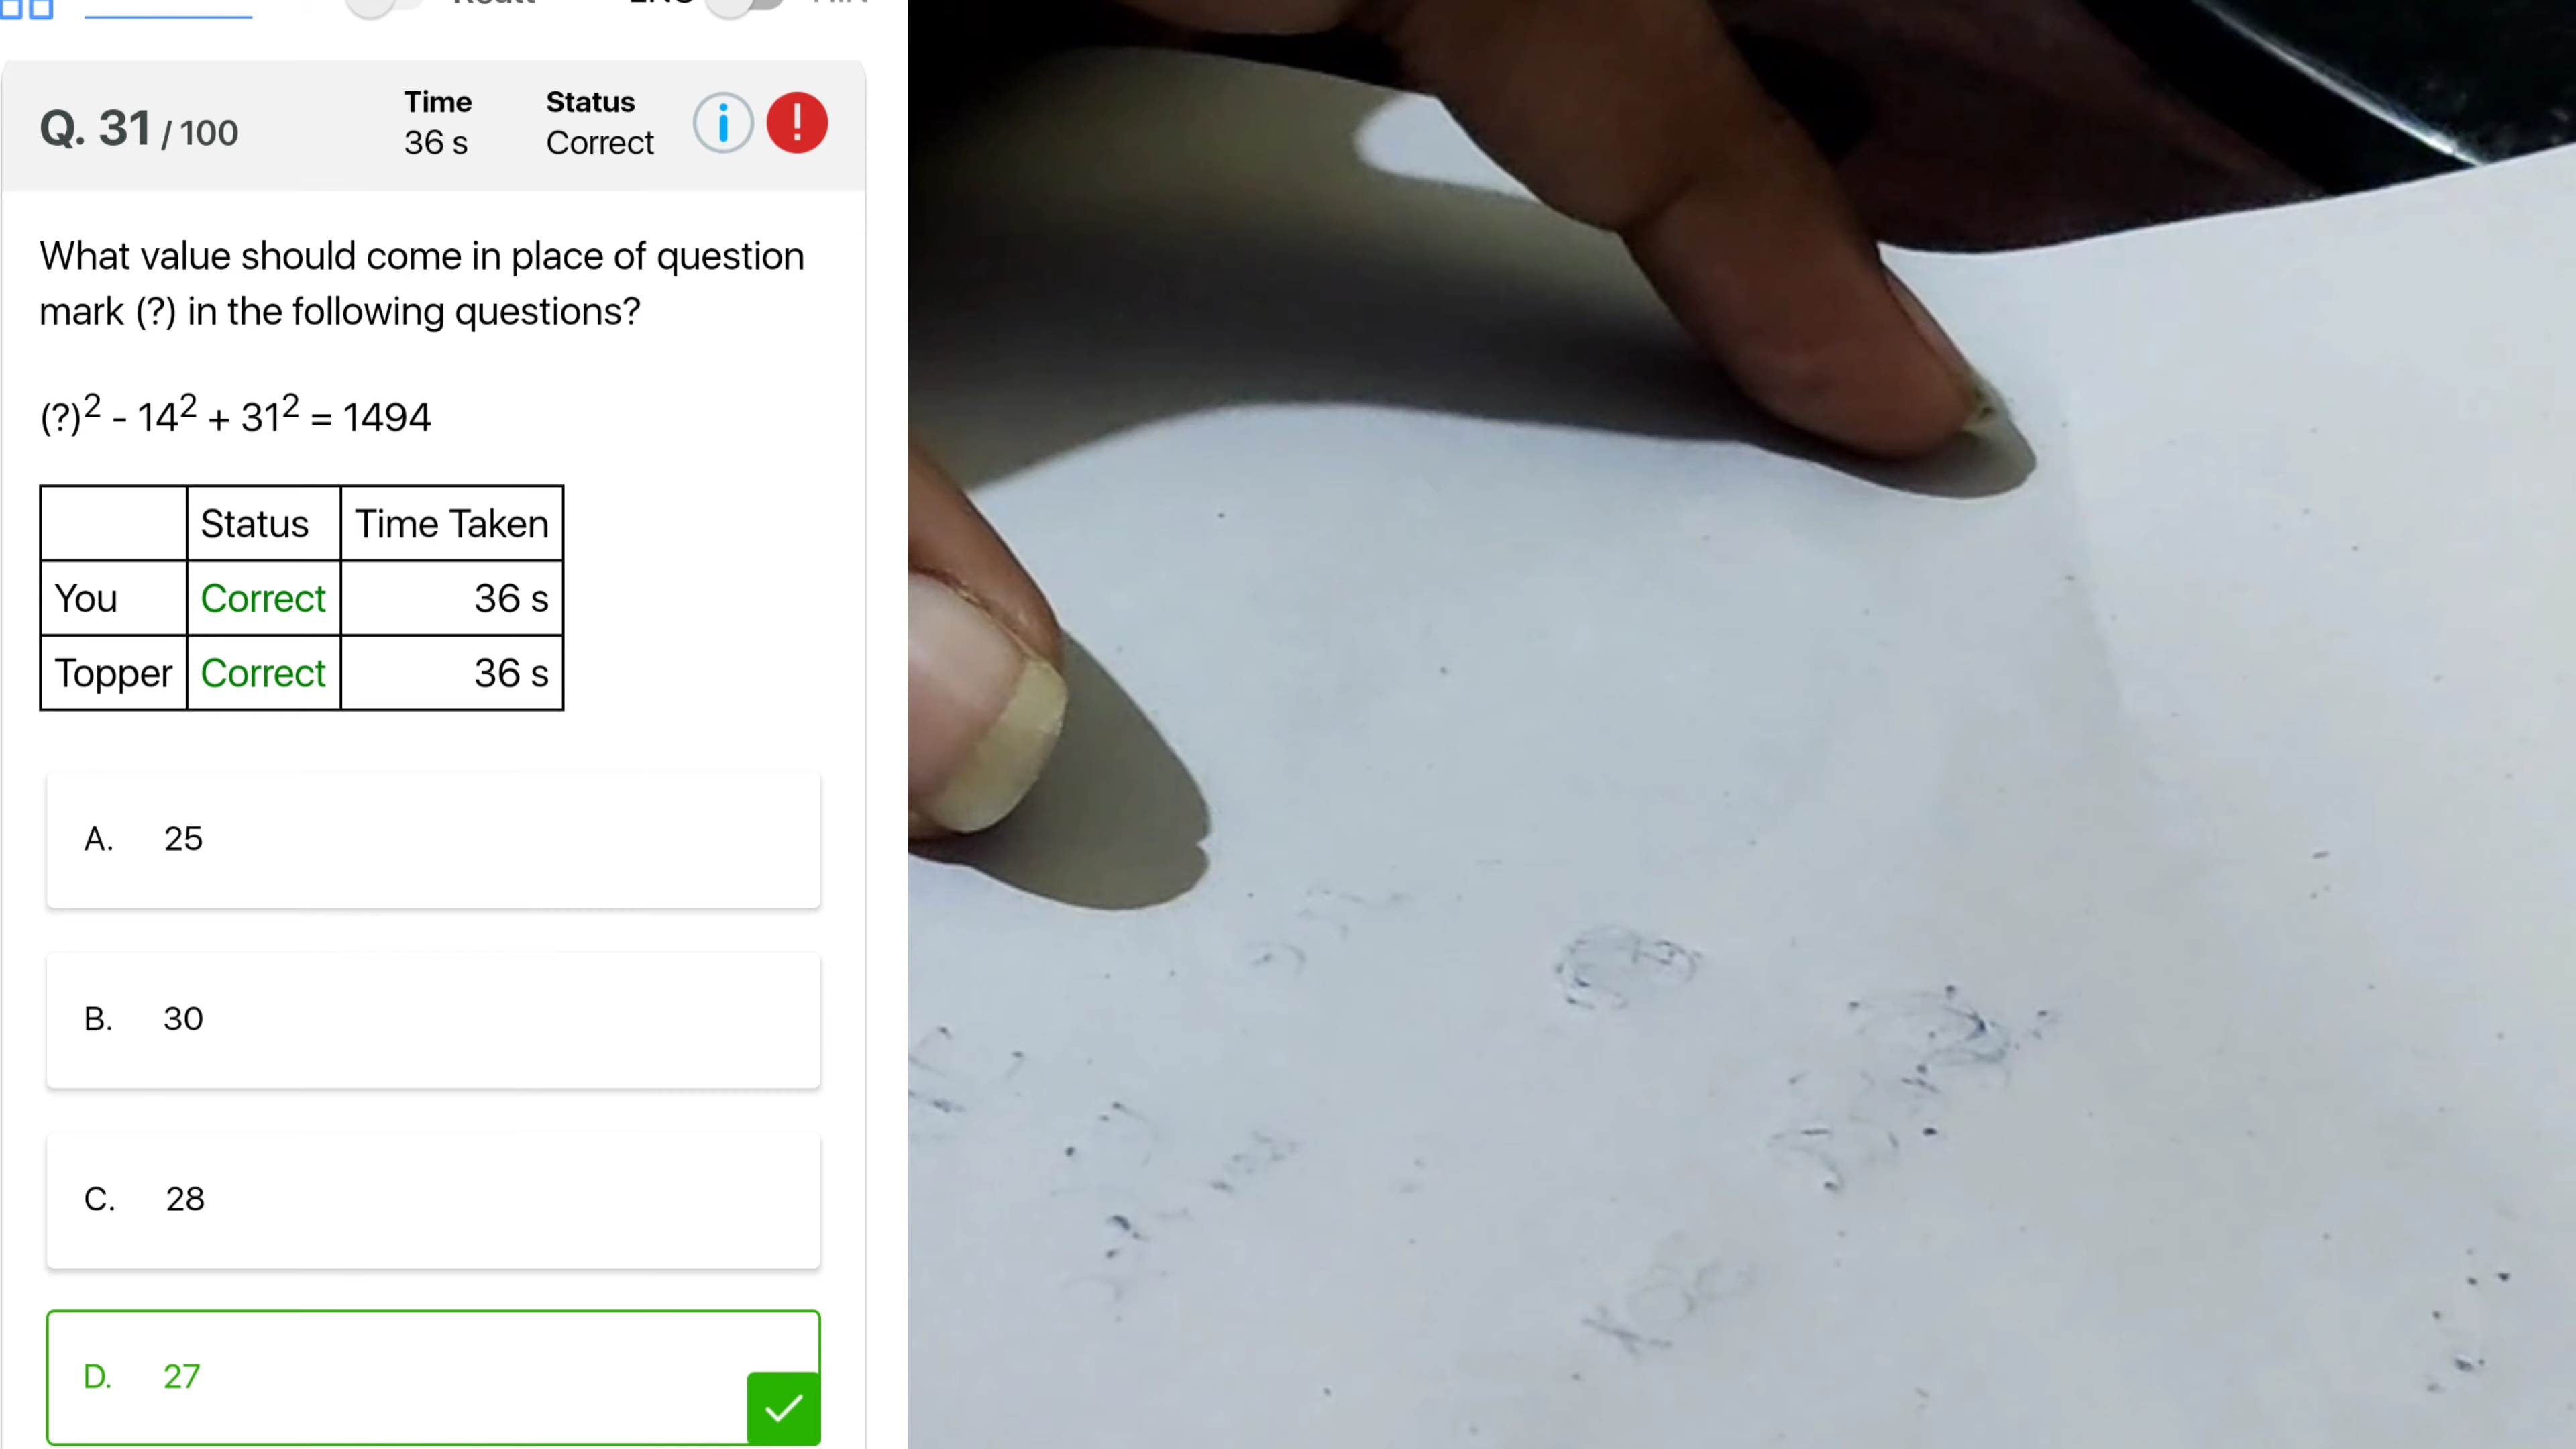 Q. 31 / 100
Time
36 s
Status
Correct
What value should come in place of question
mark (?) in the following questions?
(?)² - 14² + 31² = 1494
Status Time Taken
You Correct 36 s
Topper Correct 36 s
A. 25
B. 30
C. 28
D. 27